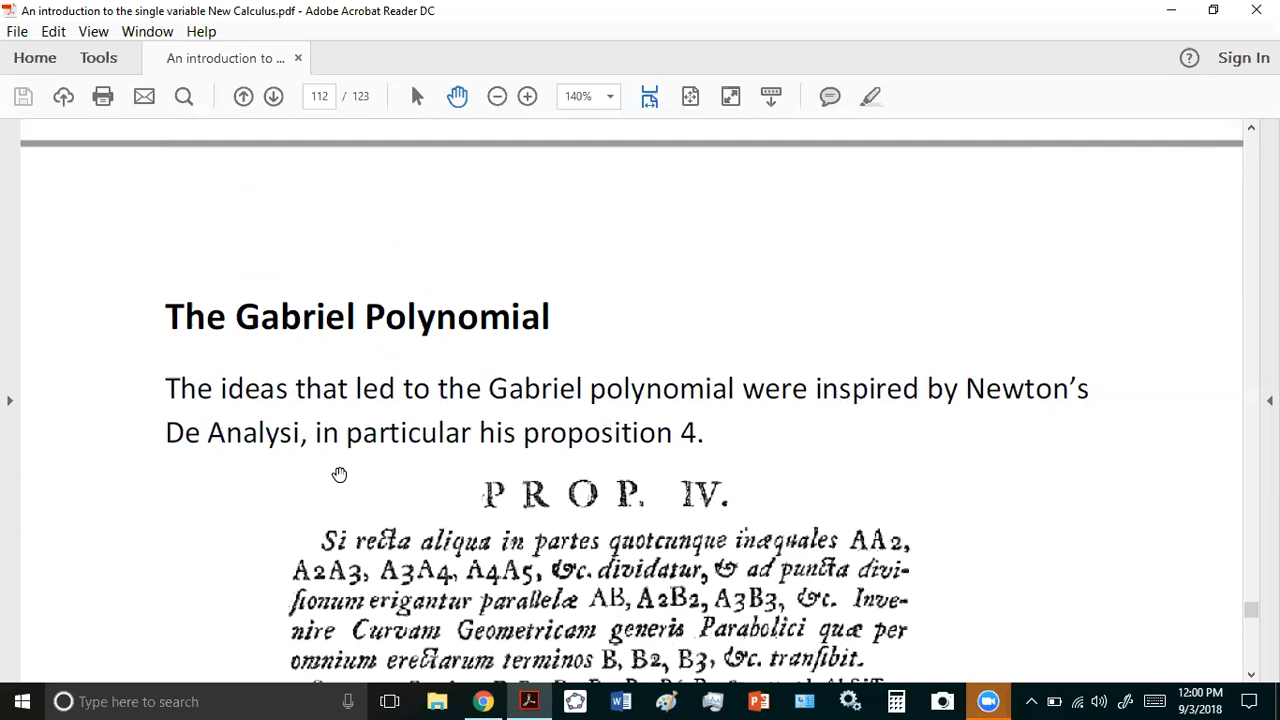 An introduction to the single variable New Calculus.pdf - Adobe Acrobat Reader DC
File Edit View Window Help
Home Tools An introduction to ... × Sign In
112 / 123 140%
The Gabriel Polynomial
The ideas that led to the Gabriel polynomial were inspired by Newton’s
De Analysi, in particular his proposition 4.
P R O P. IV.
Si recta aliqua in partes quotcunque inæquales AA2,
A2A3, A3A4, A4A5, &c. dividatur, & ad puncta divi-
ſionum erigantur parallelæ AB, A2B2, A3B3, &c. Inve-
nire Curvam Geometricam generis Parabolici quæ per
omnium erectarum terminos B, B2, B3, &c. tranſibit.
Type here to search
12:00 PM
9/3/2018